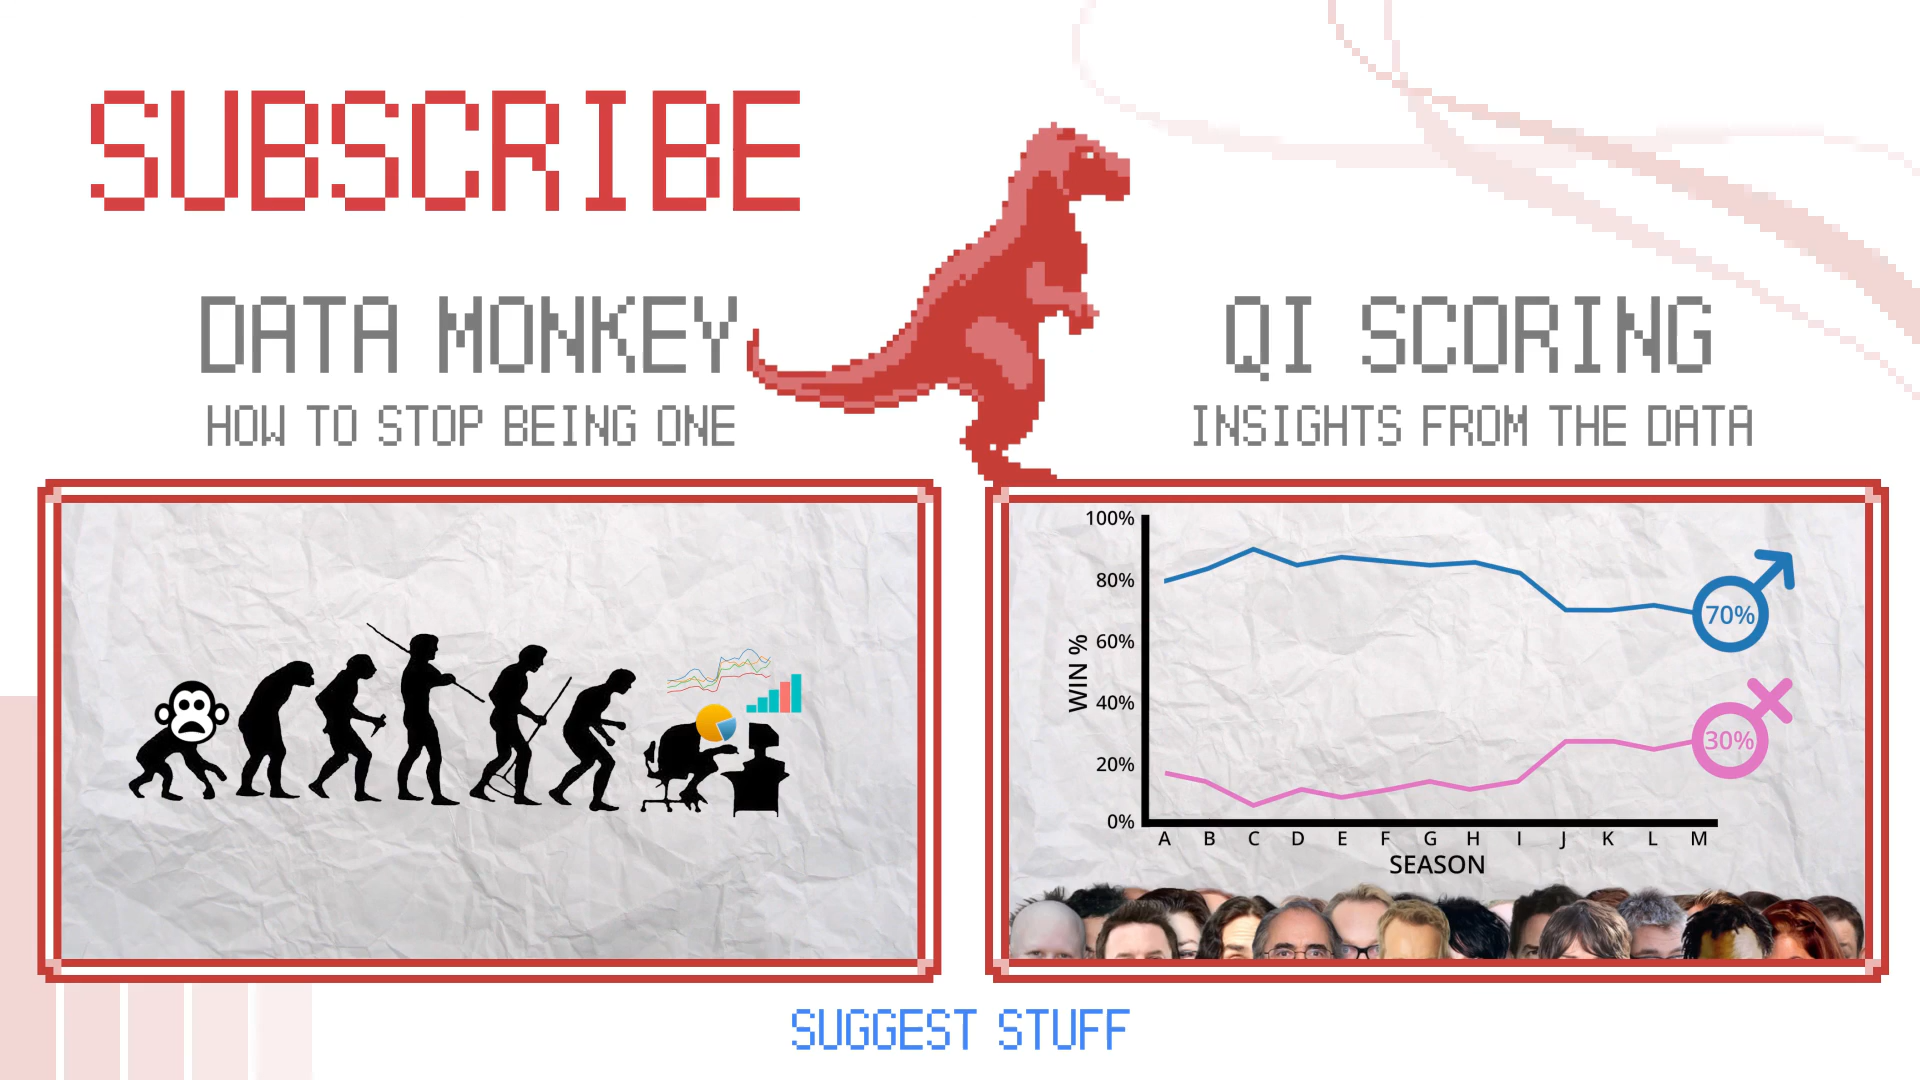 SUBSCRIBE
DATA MONKEY
HOW TO STOP BEING ONE
QI SCORING
INSIGHTS FROM THE DATA
100%
80%
60%
40%
20%
0%
WIN %
70%
30%
A B C D E F G H I J K L M
SEASON
SUGGEST STUFF